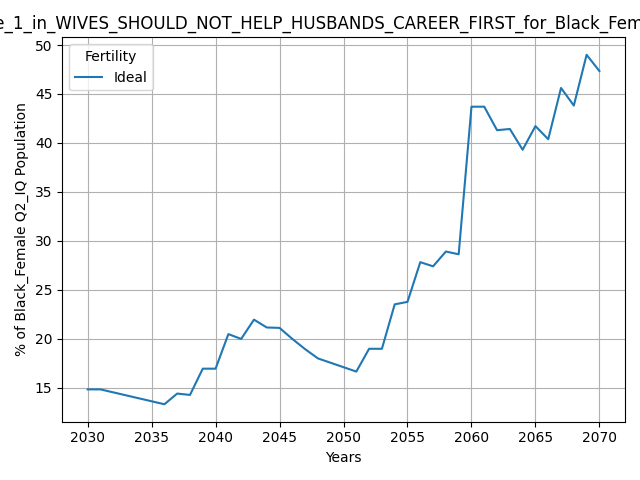 e_1_in_WIVES_SHOULD_NOT_HELP_HUSBANDS_CAREER_FIRST_for_Black_Fem
Fertility
Ideal
% of Black_Female Q2_IQ Population
50
45
40
35
30
25
20
15
2030 2035 2040 2045 2050 2055 2060 2065 2070
Years